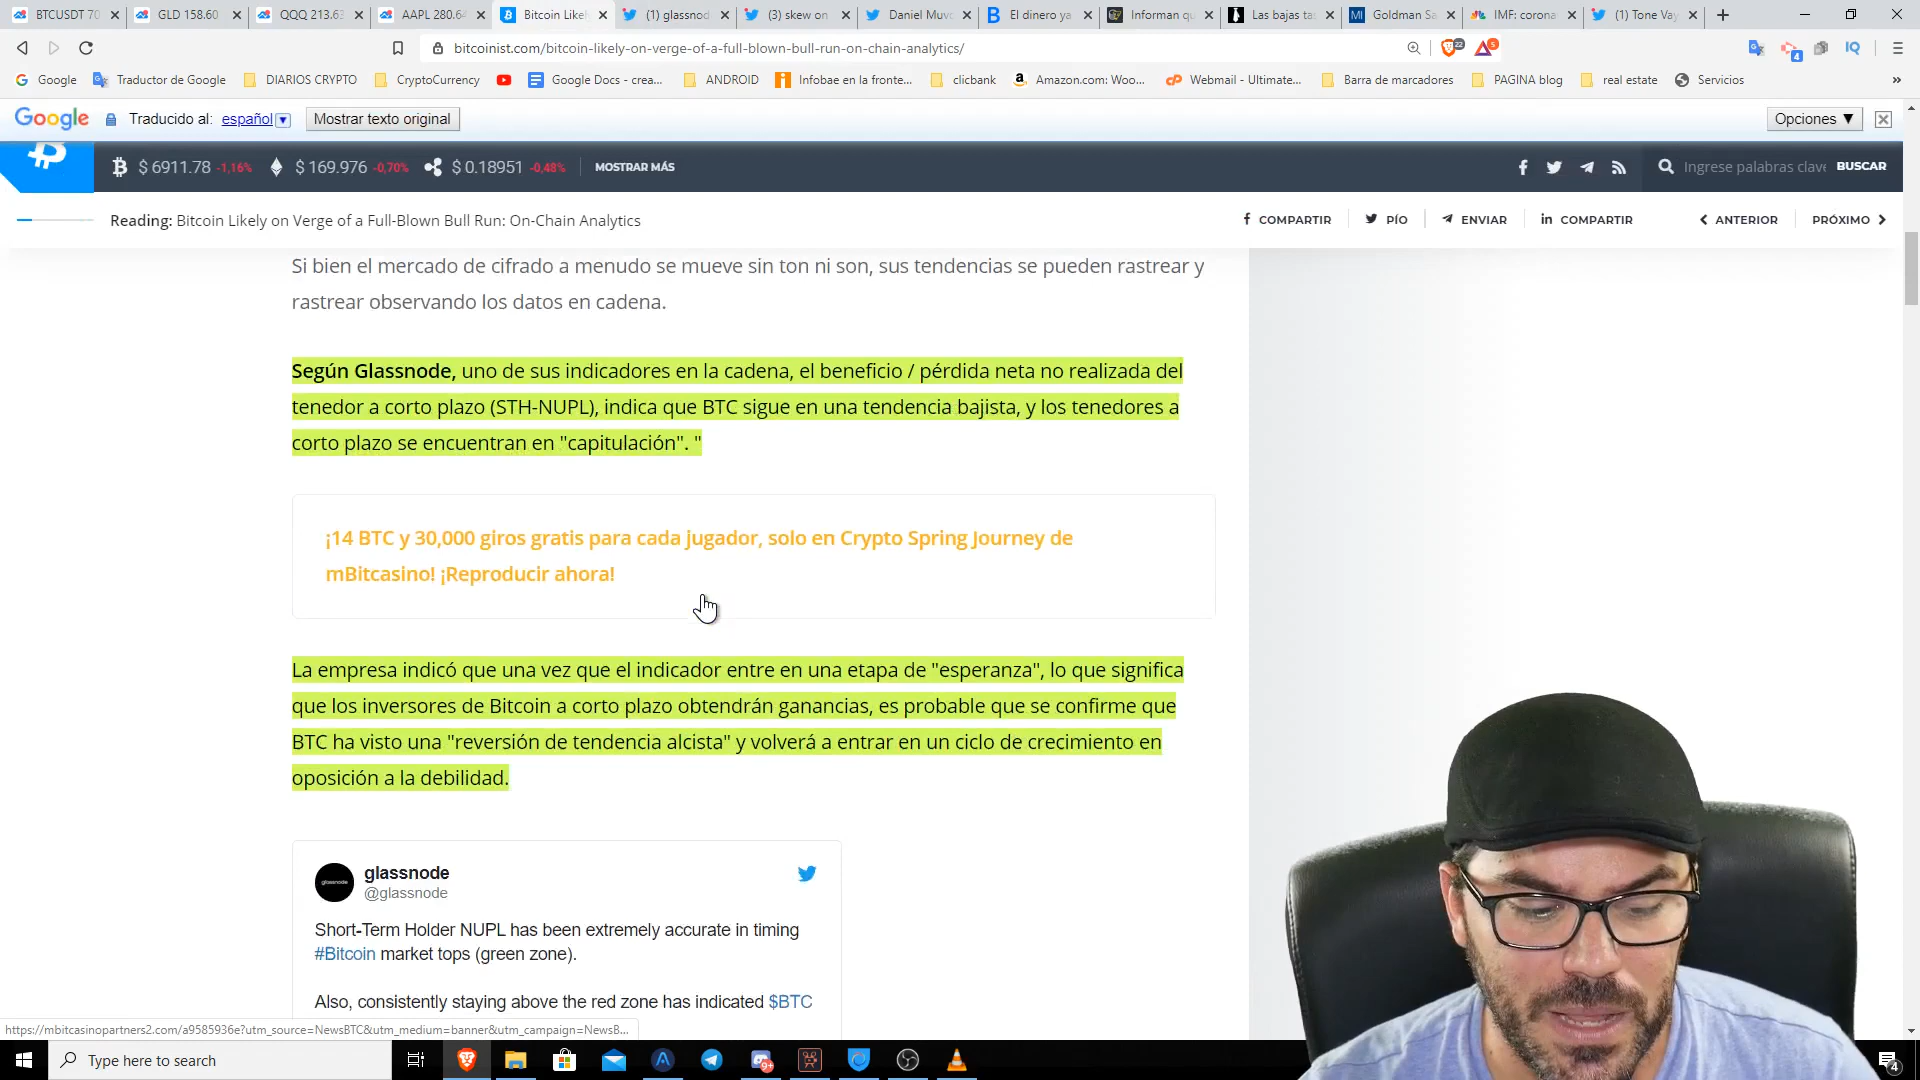 BTCUSDT 70
GLD 158.60
QQQ 213.63
AAPL 280.64
Bitcoin Likel
(1) glassnod
(3) skew on
Daniel Muvo
El dinero ya
Informan qu
Las bajas ta
Goldman Sa
IMF: corona
(1) Tone Vay
bitcoinist.com/bitcoin-likely-on-verge-of-a-full-blown-bull-run-on-chain-analytics/
22
5
4
IQ
Google
Traductor de Google
DIARIOS CRYPTO
CryptoCurrency
Google Docs - crea...
ANDROID
Infobae en la fronte...
clicbank
Amazon.com: Woo...
Webmail - Ultimate...
Barra de marcadores
PAGINA blog
real estate
Servicios
»
Google Traducido al: español Mostrar texto original Opciones ▼
$ 6911.78 -1,16% $ 169.976 -0,70% $ 0.18951 -0,48% MOSTRAR MÁS Ingrese palabras clave BUSCAR
Reading: Bitcoin Likely on Verge of a Full-Blown Bull Run: On-Chain Analytics COMPARTIR PÍO ENVIAR COMPARTIR ANTERIOR PRÓXIMO
Si bien el mercado de cifrado a menudo se mueve sin ton ni son, sus tendencias se pueden rastrear y
rastrear observando los datos en cadena.
Según Glassnode, uno de sus indicadores en la cadena, el beneficio / pérdida neta no realizada del
tenedor a corto plazo (STH-NUPL), indica que BTC sigue en una tendencia bajista, y los tenedores a
corto plazo se encuentran en "capitulación". "
¡14 BTC y 30,000 giros gratis para cada jugador, solo en Crypto Spring Journey de
mBitcasino! ¡Reproducir ahora!
La empresa indicó que una vez que el indicador entre en una etapa de "esperanza", lo que significa
que los inversores de Bitcoin a corto plazo obtendrán ganancias, es probable que se confirme que
BTC ha visto una "reversión de tendencia alcista" y volverá a entrar en un ciclo de crecimiento en
oposición a la debilidad.
glassnode
glassnode
@glassnode
Short-Term Holder NUPL has been extremely accurate in timing
#Bitcoin market tops (green zone).
Also, consistently staying above the red zone has indicated $BTC
https://mbitcasinopartners2.com/a9585936e?utm_source=NewsBTC&utm_medium=banner&utm_campaign=NewsB...
Type here to search
9+
4